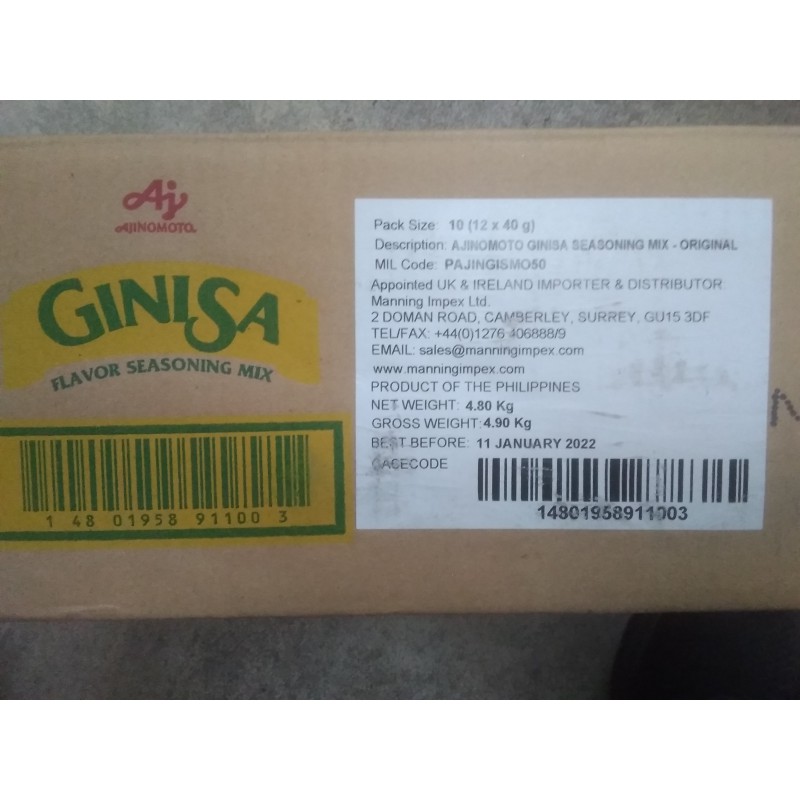 Aj
AJINOMOTO.
GINISA
FLAVOR SEASONING MIX
1 48 01958 91100 3
Pack Size: 10 (12 x 40 g)
Description: AJINOMOTO GINISA SEASONING MIX - ORIGINAL
MIL Code: PAJINGISMO50
Appointed UK & IRELAND IMPORTER & DISTRIBUTOR
Manning Impex Ltd.
2 DOMAN ROAD, CAMBERLEY, SURREY. GU15 3DF
TEL/FAX: +44(0)1276 406888/9
EMAIL: sales@manningimpex.com
www.manningimpex.com
PRODUCT OF THE PHILIPPINES
NET WEIGHT: 4.80 Kg
GROSS WEIGHT: 4.90 Kg
BEST BEFORE: 11 JANUARY 2022
CACECODE
14801958911003